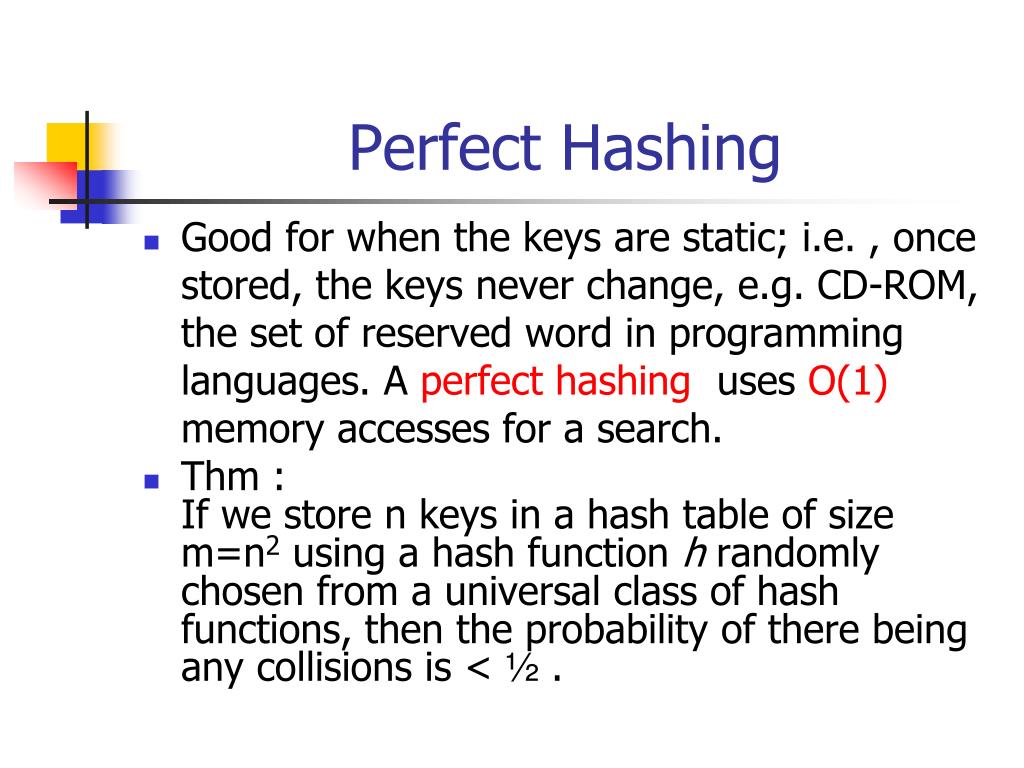 Perfect Hashing
Good for when the keys are static; i.e. , once
stored, the keys never change, e.g. CD-ROM,
the set of reserved word in programming
languages. A perfect hashing uses O(1)
memory accesses for a search.
Thm :
If we store n keys in a hash table of size
m=n² using a hash function h randomly
chosen from a universal class of hash
functions, then the probability of there being
any collisions is < ½ .